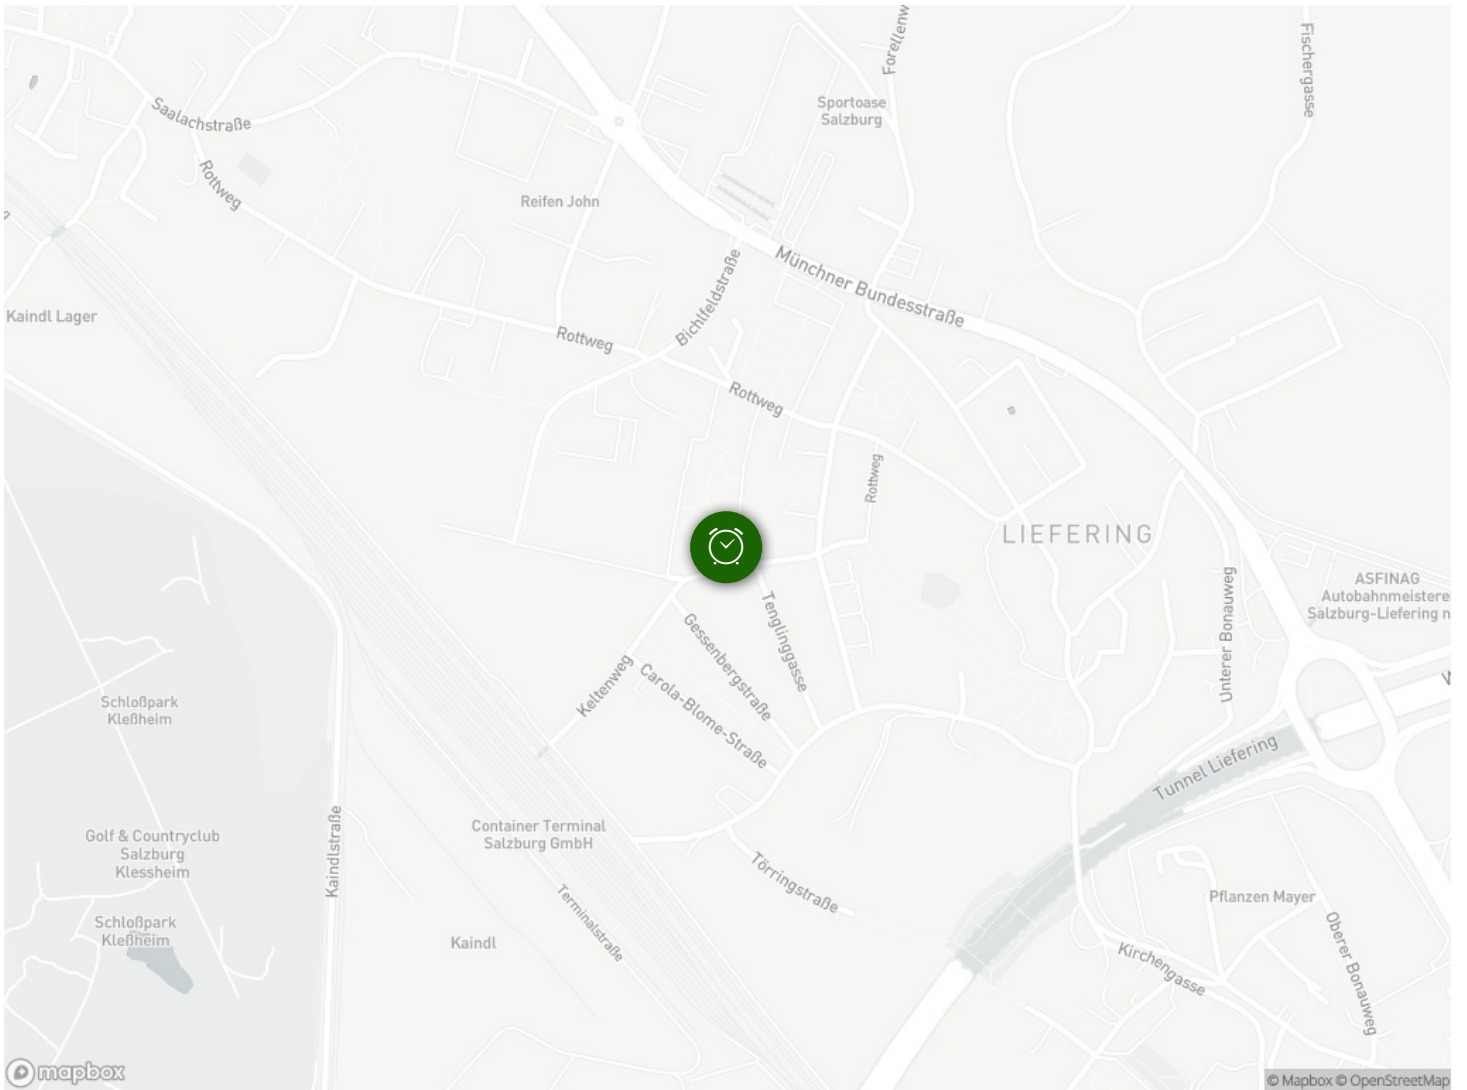 Forellenw
Fischergasse
Sportoase
Salzburg
Saalachstraße
Rottweg
Reifen John
Münchner Bundesstraße
Bichlfeldstraße
Kaindl Lager
Rottweg
Rottweg
Rottweg
LIEFERING
ASFINAG
Autobahnmeistere
Salzburg-Liefering n
Unterer Bonauweg
Tenglinggasse
Gessenbergstraße
Keltenweg
Carola-Blome-Straße
Schloßpark
Kleßheim
Tunnel Liefering
Container Terminal
Salzburg GmbH
Golf & Countryclub
Salzburg
Klessheim
Kaindlstraße
Törringstraße
Pflanzen Mayer
Terminalstraße
Schloßpark
Kleßheim
Kaindl
Kirchengasse
Oberer Bonauweg
mapbox
© Mapbox © OpenStreetMap